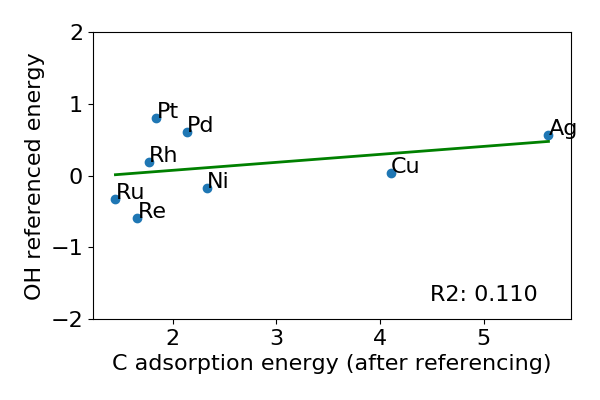 2
1
0
−1
−2
OH referenced energy
Pt
Pd
Ag
Rh
Cu
Ni
Ru
Re
R2: 0.110
2 3 4 5
C adsorption energy (after referencing)